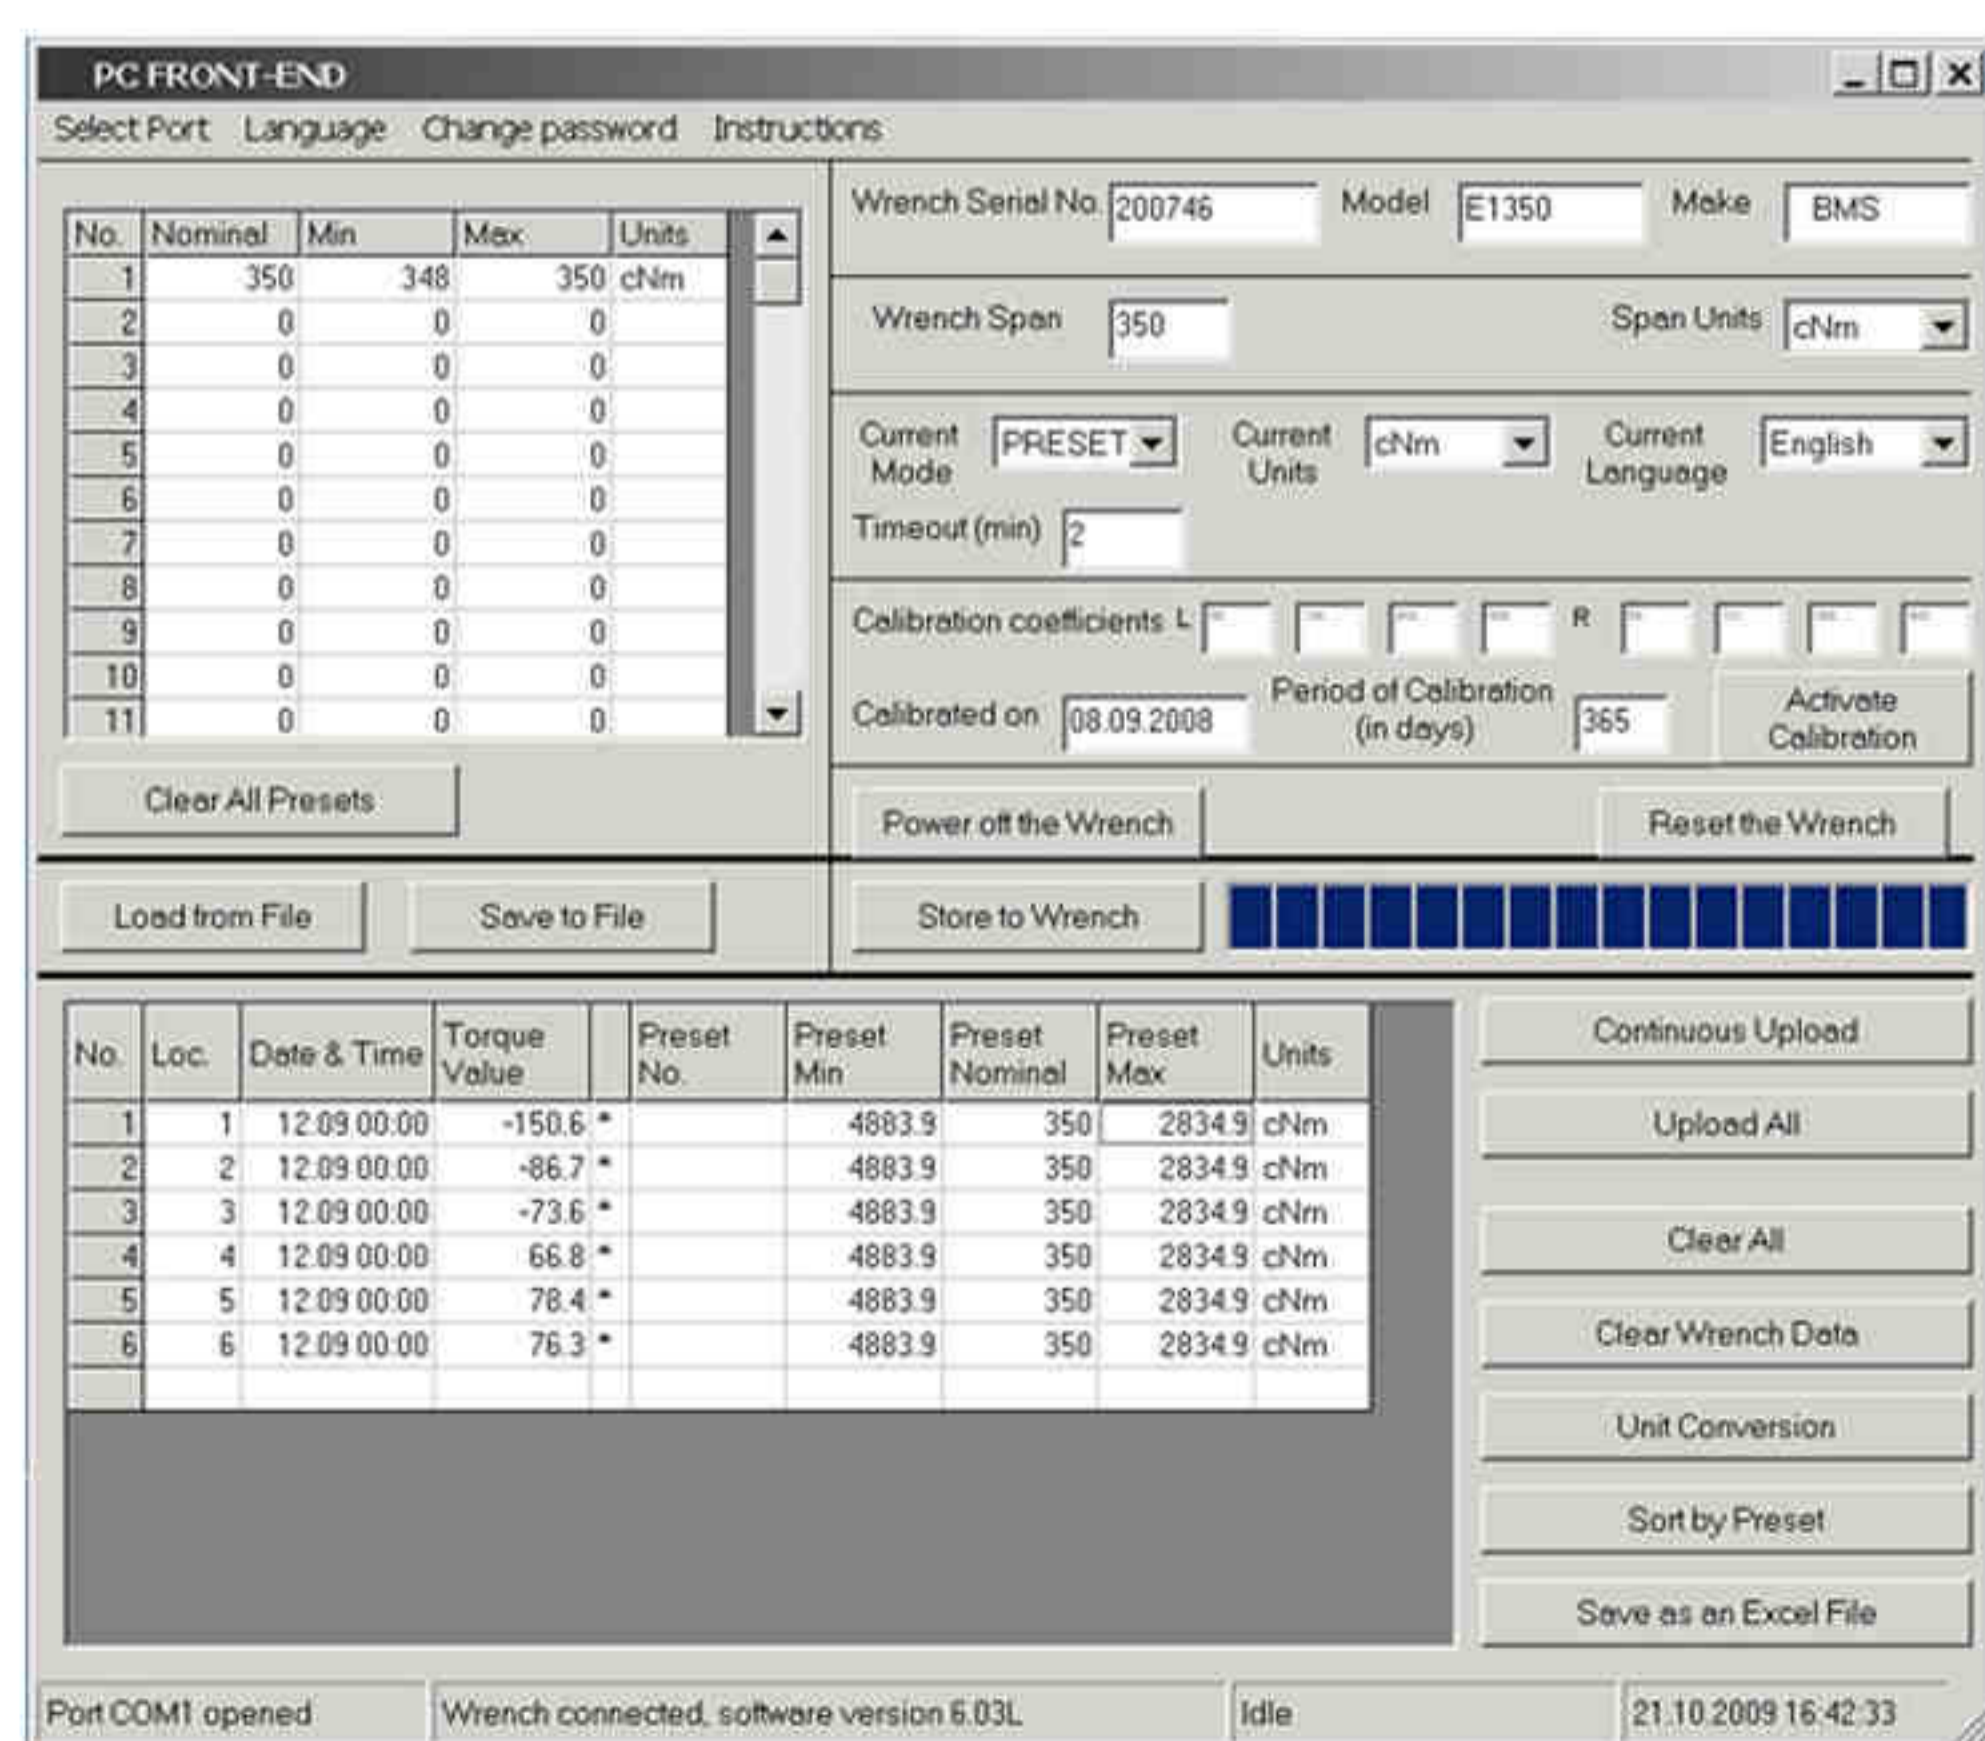 PC FRONT-END
Select Port Language Change password Instructions
No. Nominal Min Max Units
1 350 348 350 cNm
2 0 0 0
3 0 0 0
4 0 0 0
5 0 0 0
6 0 0 0
7 0 0 0
8 0 0 0
9 0 0 0
10 0 0 0
11 0 0 0
Clear All Presets
Wrench Serial No. 200746 Model E1350 Make BMS
Wrench Span 350 Span Units cNm
Current Mode PRESET Current Units cNm Current Language English
Timeout (min) 2
Calibration coefficients L R
Calibrated on 08.09.2008 Period of Calibration (in days) 365 Activate Calibration
Power off the Wrench Reset the Wrench
Load from File Save to File Store to Wrench
No. Loc. Date & Time Torque Value Preset No. Preset Min Preset Nominal Preset Max Units
1 1 12.09 00:00 -150.6 * 4883.9 350 2834.9 cNm
2 2 12.09 00:00 -86.7 * 4883.9 350 2834.9 cNm
3 3 12.09 00:00 -73.6 * 4883.9 350 2834.9 cNm
4 4 12.09 00:00 66.8 * 4883.9 350 2834.9 cNm
5 5 12.09 00:00 78.4 * 4883.9 350 2834.9 cNm
6 6 12.09 00:00 76.3 * 4883.9 350 2834.9 cNm
Continuous Upload
Upload All
Clear All
Clear Wrench Data
Unit Conversion
Sort by Preset
Save as an Excel File
Port COM1 opened Wrench connected, software version 6.03L Idle 21.10.2009 16:42:33